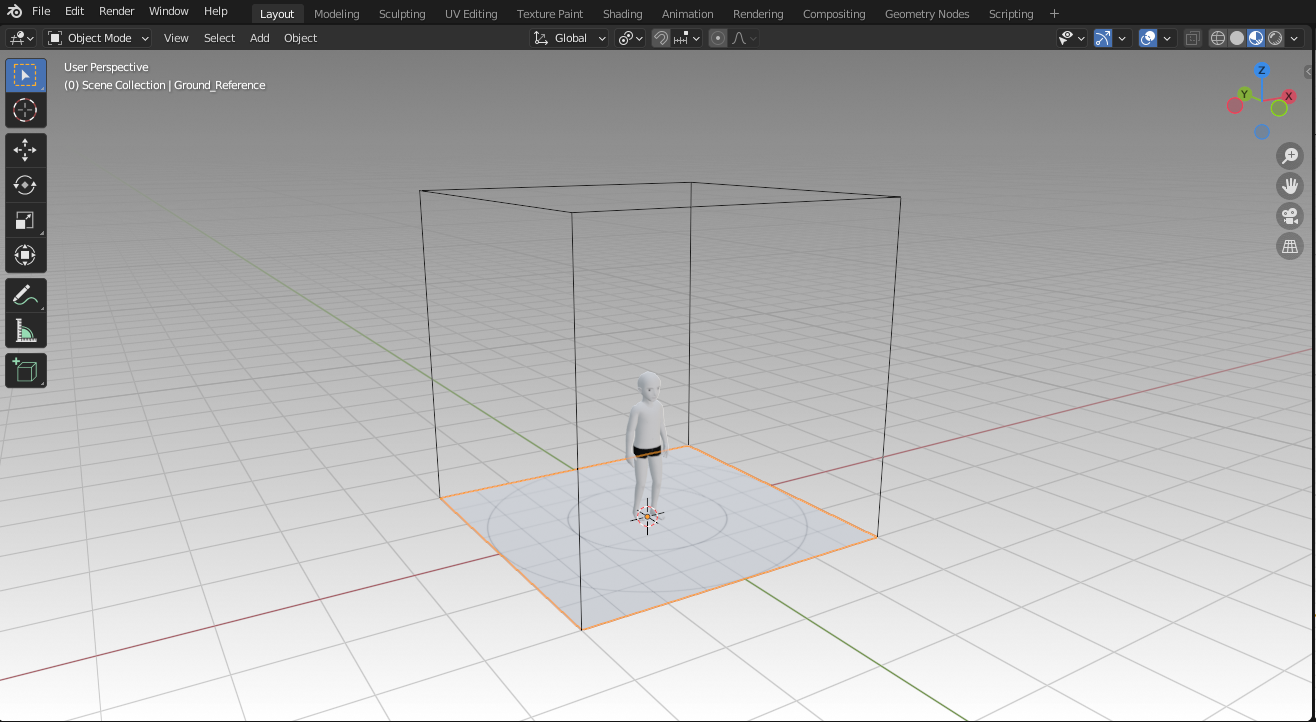 File Edit Render Window Help Layout Modeling Sculpting UV Editing Texture Paint Shading Animation Rendering Compositing Geometry Nodes Scripting +
Object Mode View Select Add Object Global
User Perspective
(0) Scene Collection | Ground_Reference
Z
Y X